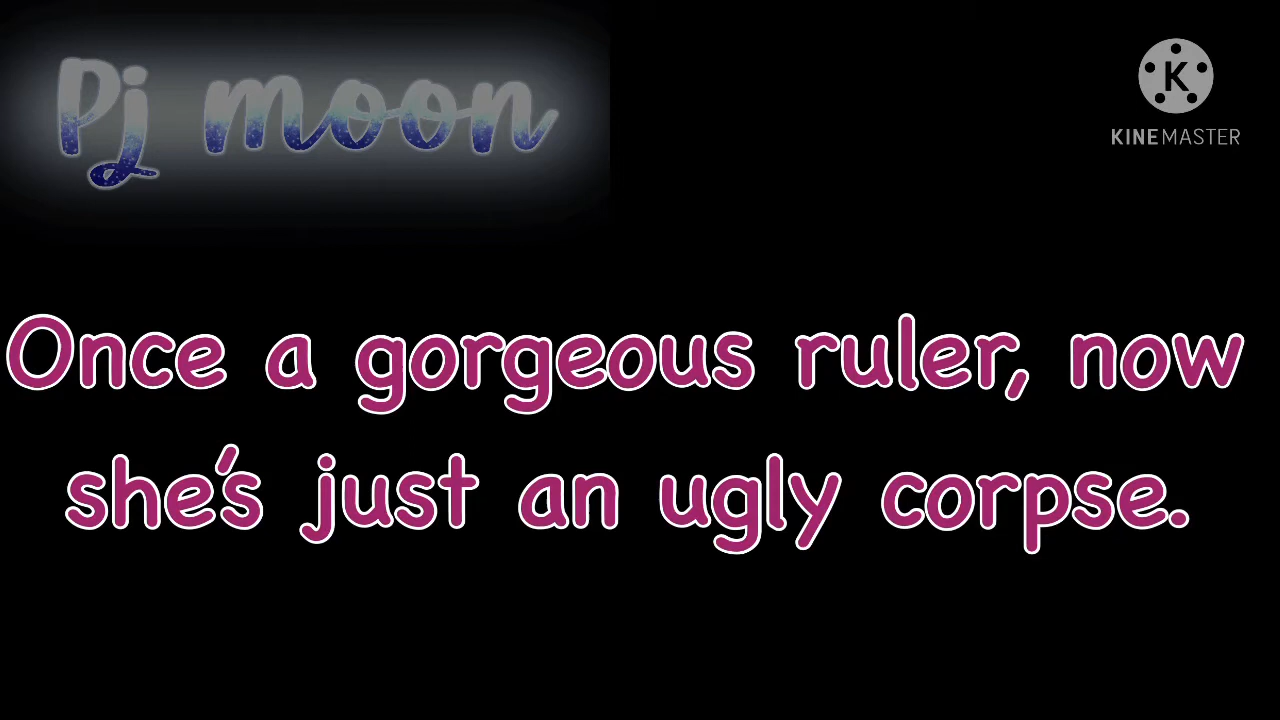 Pj moon
K
KINEMASTER
Once a gorgeous ruler, now
she's just an ugly corpse.